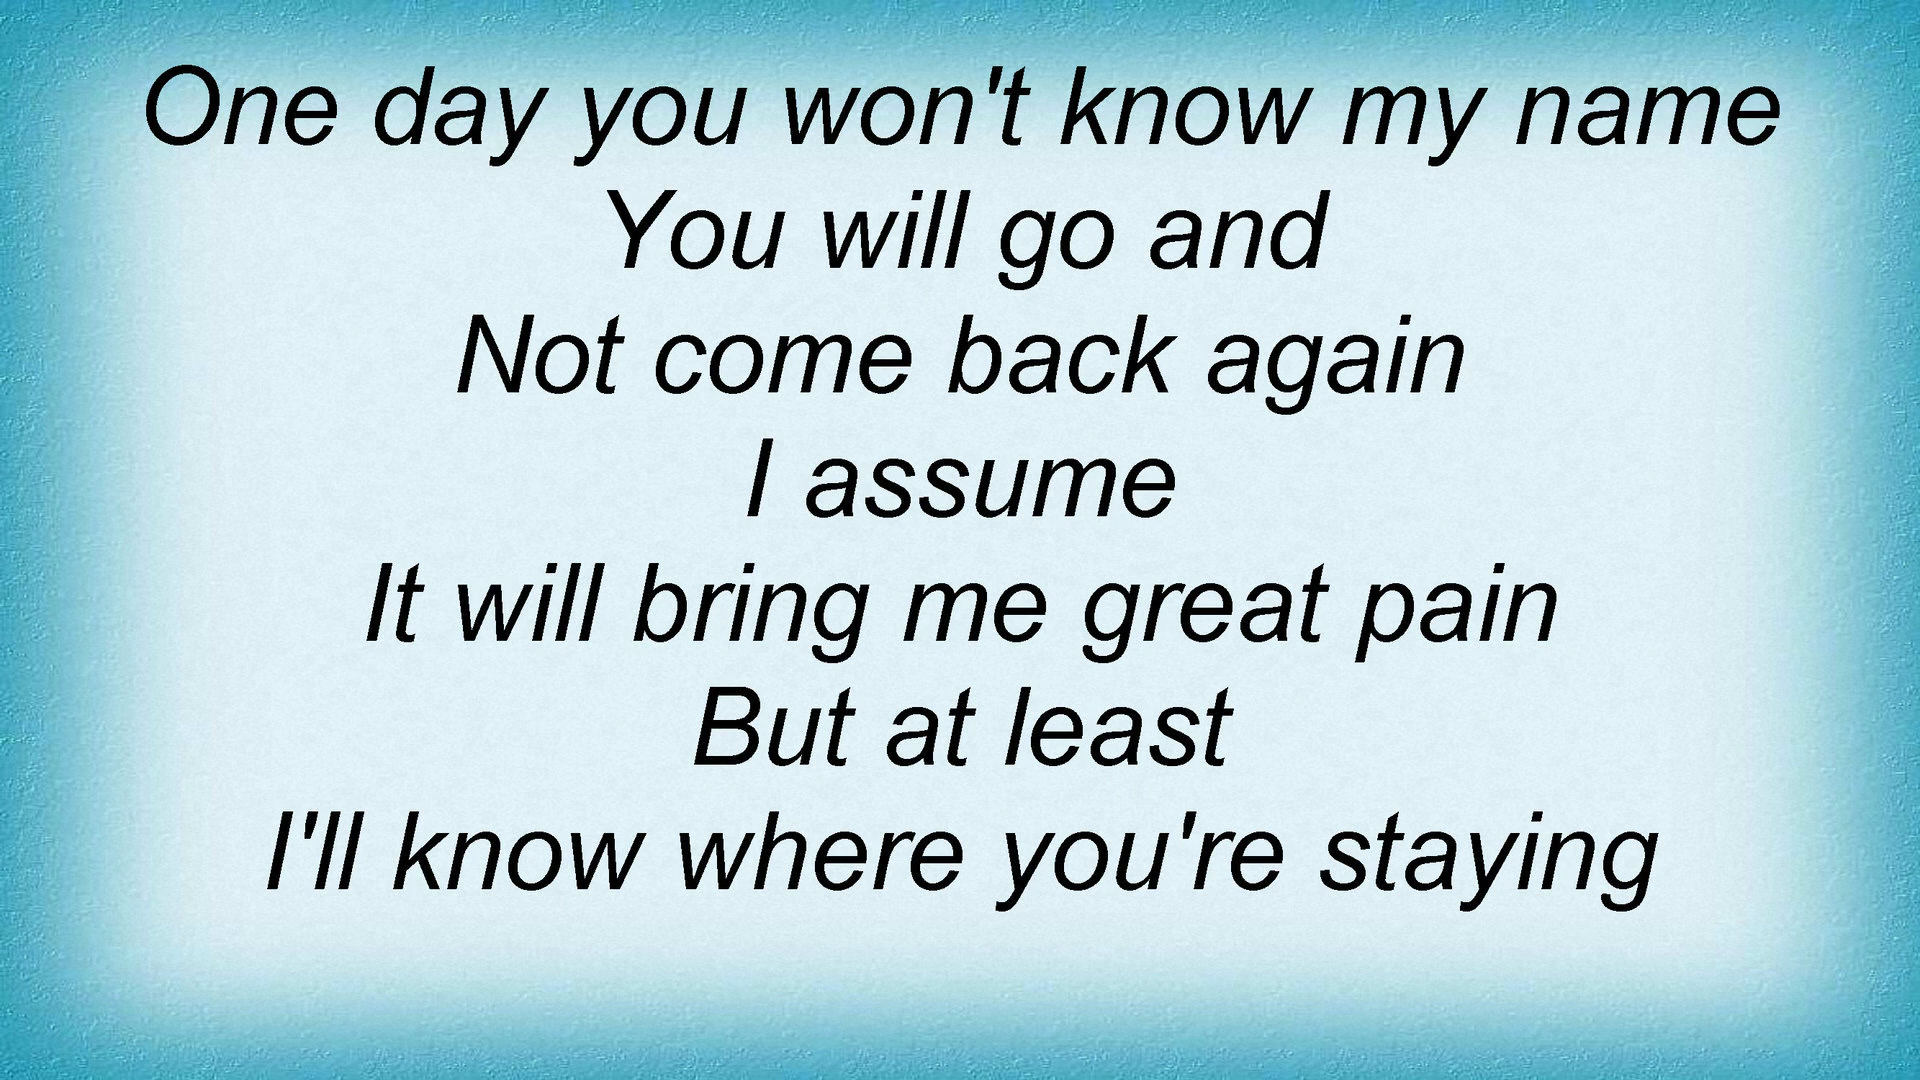 One day you won't know my name
You will go and
Not come back again
I assume
It will bring me great pain
But at least
I'll know where you're staying